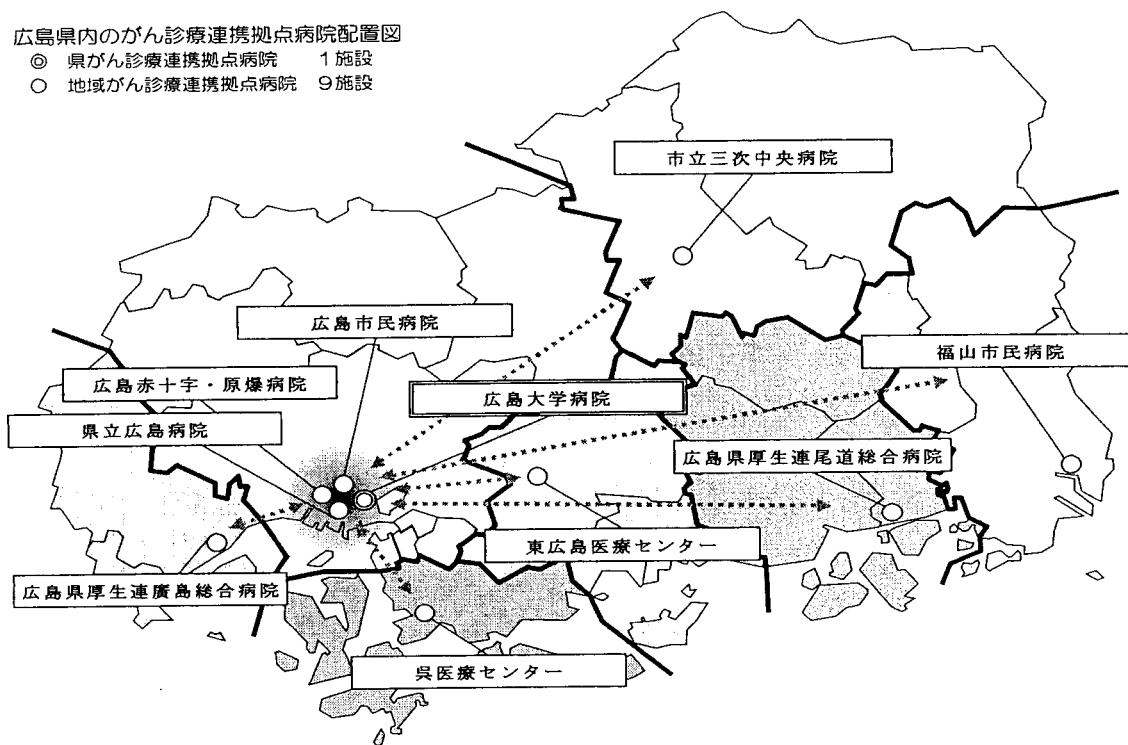 広島県内のがん診療連携拠点病院配置図
◎ 県がん診療連携拠点病院 1施設
○ 地域がん診療連携拠点病院 9施設
市立三次中央病院
広島市民病院
福山市民病院
広島赤十字・原爆病院
広島大学病院
県立広島病院
広島県厚生連尾道総合病院
東広島医療センター
広島県厚生連廣島総合病院
呉医療センター